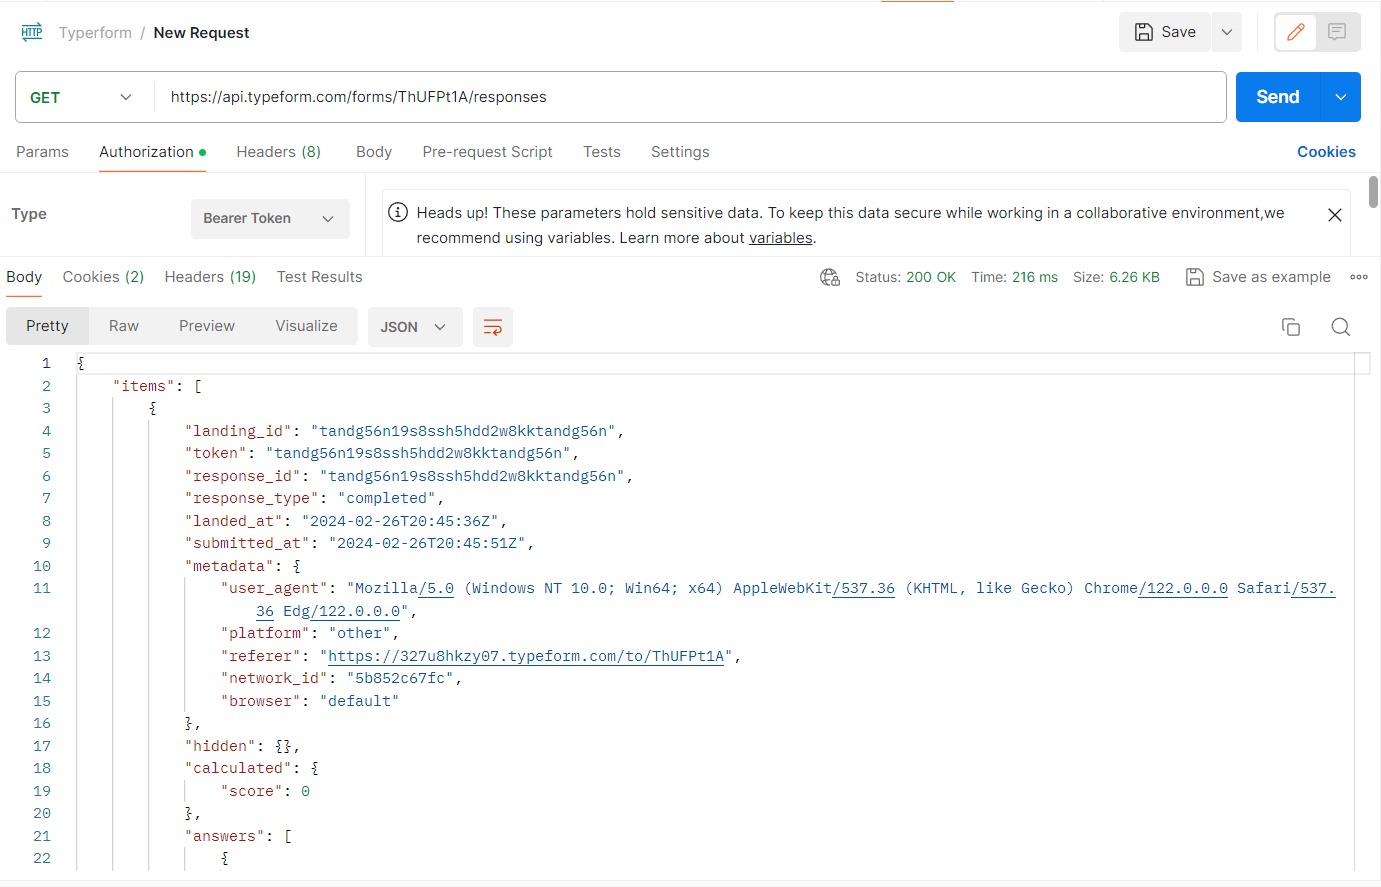 HTTP Typerform / New Request Save
GET https://api.typeform.com/forms/ThUFPt1A/responses Send
Params Authorization Headers (8) Body Pre-request Script Tests Settings Cookies
Type Bearer Token
Heads up! These parameters hold sensitive data. To keep this data secure while working in a collaborative environment,we
recommend using variables. Learn more about variables.
Body Cookies (2) Headers (19) Test Results Status: 200 OK Time: 216 ms Size: 6.26 KB Save as example
Pretty Raw Preview Visualize JSON
1 {
2 "items": [
3 {
4 "landing_id": "tandg56n19s8ssh5hdd2w8kktandg56n",
5 "token": "tandg56n19s8ssh5hdd2w8kktandg56n",
6 "response_id": "tandg56n19s8ssh5hdd2w8kktandg56n",
7 "response_type": "completed",
8 "landed_at": "2024-02-26T20:45:36Z",
9 "submitted_at": "2024-02-26T20:45:51Z",
10 "metadata": {
11 "user_agent": "Mozilla/5.0 (Windows NT 10.0; Win64; x64) AppleWebKit/537.36 (KHTML, like Gecko) Chrome/122.0.0.0 Safari/537.
36 Edg/122.0.0.0",
12 "platform": "other",
13 "referer": "https://327u8hkzy07.typeform.com/to/ThUFPt1A",
14 "network_id": "5b852c67fc",
15 "browser": "default"
16 },
17 "hidden": {},
18 "calculated": {
19 "score": 0
20 },
21 "answers": [
22 {